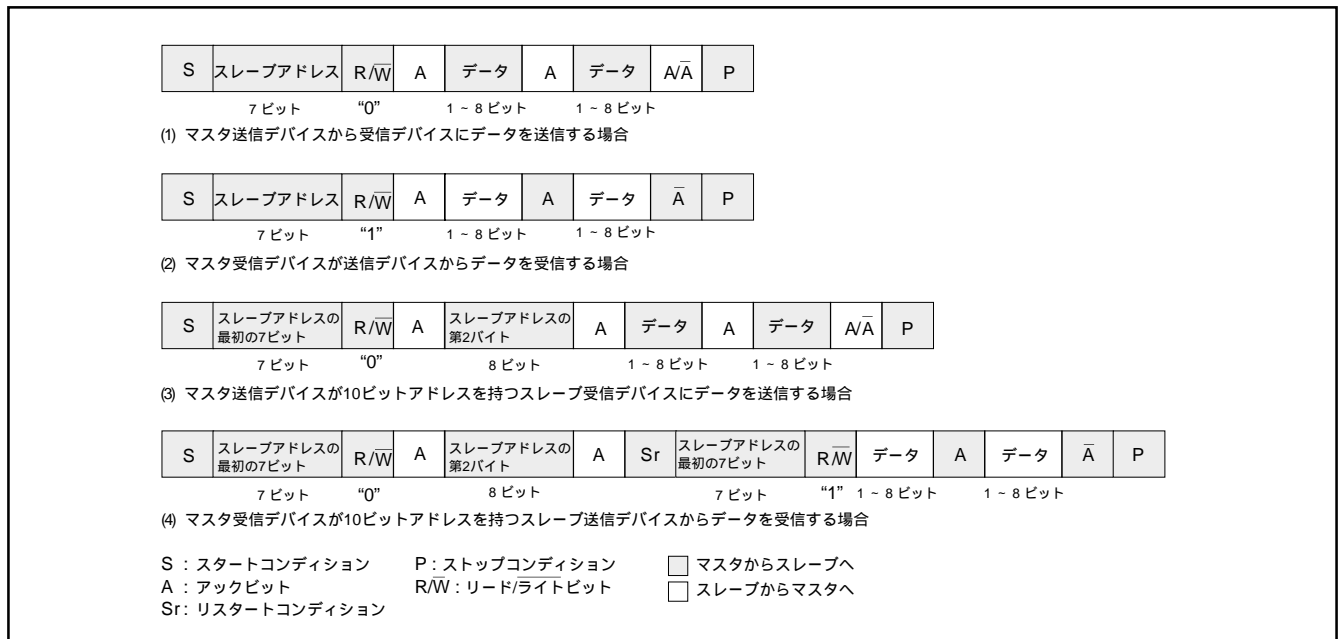 S スレーブアドレス R/W̅ A データ A データ A/A̅ P
7 ビット “0” 1 ~ 8 ビット 1 ~ 8 ビット
(1) マスタ送信デバイスから受信デバイスにデータを送信する場合
S スレーブアドレス R/W̅ A データ A データ A̅ P
7 ビット “1” 1 ~ 8 ビット 1 ~ 8 ビット
(2) マスタ受信デバイスが送信デバイスからデータを受信する場合
S スレーブアドレスの最初の7ビット R/W̅ A スレーブアドレスの第2バイト A データ A データ A/A̅ P
7 ビット “0” 8 ビット 1 ~ 8 ビット 1 ~ 8 ビット
(3) マスタ送信デバイスが10ビットアドレスを持つスレーブ受信デバイスにデータを送信する場合
S スレーブアドレスの最初の7ビット R/W̅ A スレーブアドレスの第2バイト A Sr スレーブアドレスの最初の7ビット R/W̅ データ A データ A̅ P
7 ビット “0” 8 ビット 7 ビット “1” 1 ~ 8 ビット 1 ~ 8 ビット
(4) マスタ受信デバイスが10ビットアドレスを持つスレーブ送信デバイスからデータを受信する場合
S : スタートコンディション P : ストップコンディション マスタからスレーブへ
A : アックビット R/W̅ : リード/ライトビット スレーブからマスタへ
Sr : リスタートコンディション